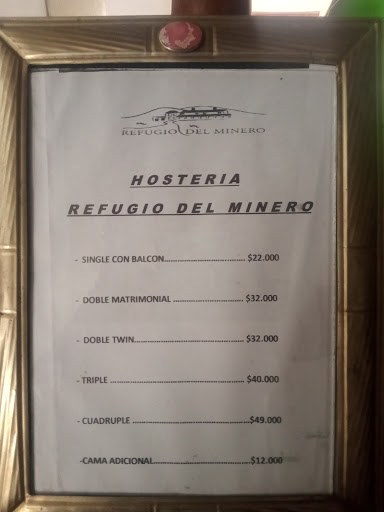 REFUGIO DEL MINERO
HOSTERIA
REFUGIO DEL MINERO
- SINGLE CON BALCON................................ $22.000
- DOBLE MATRIMONIAL ........................... $32.000
- DOBLE TWIN........................................... $32.000
- TRIPLE ..................................................... $40.000
- CUADRUPLE ...............................................$49.000
-CAMA ADICIONAL......................................$12.000